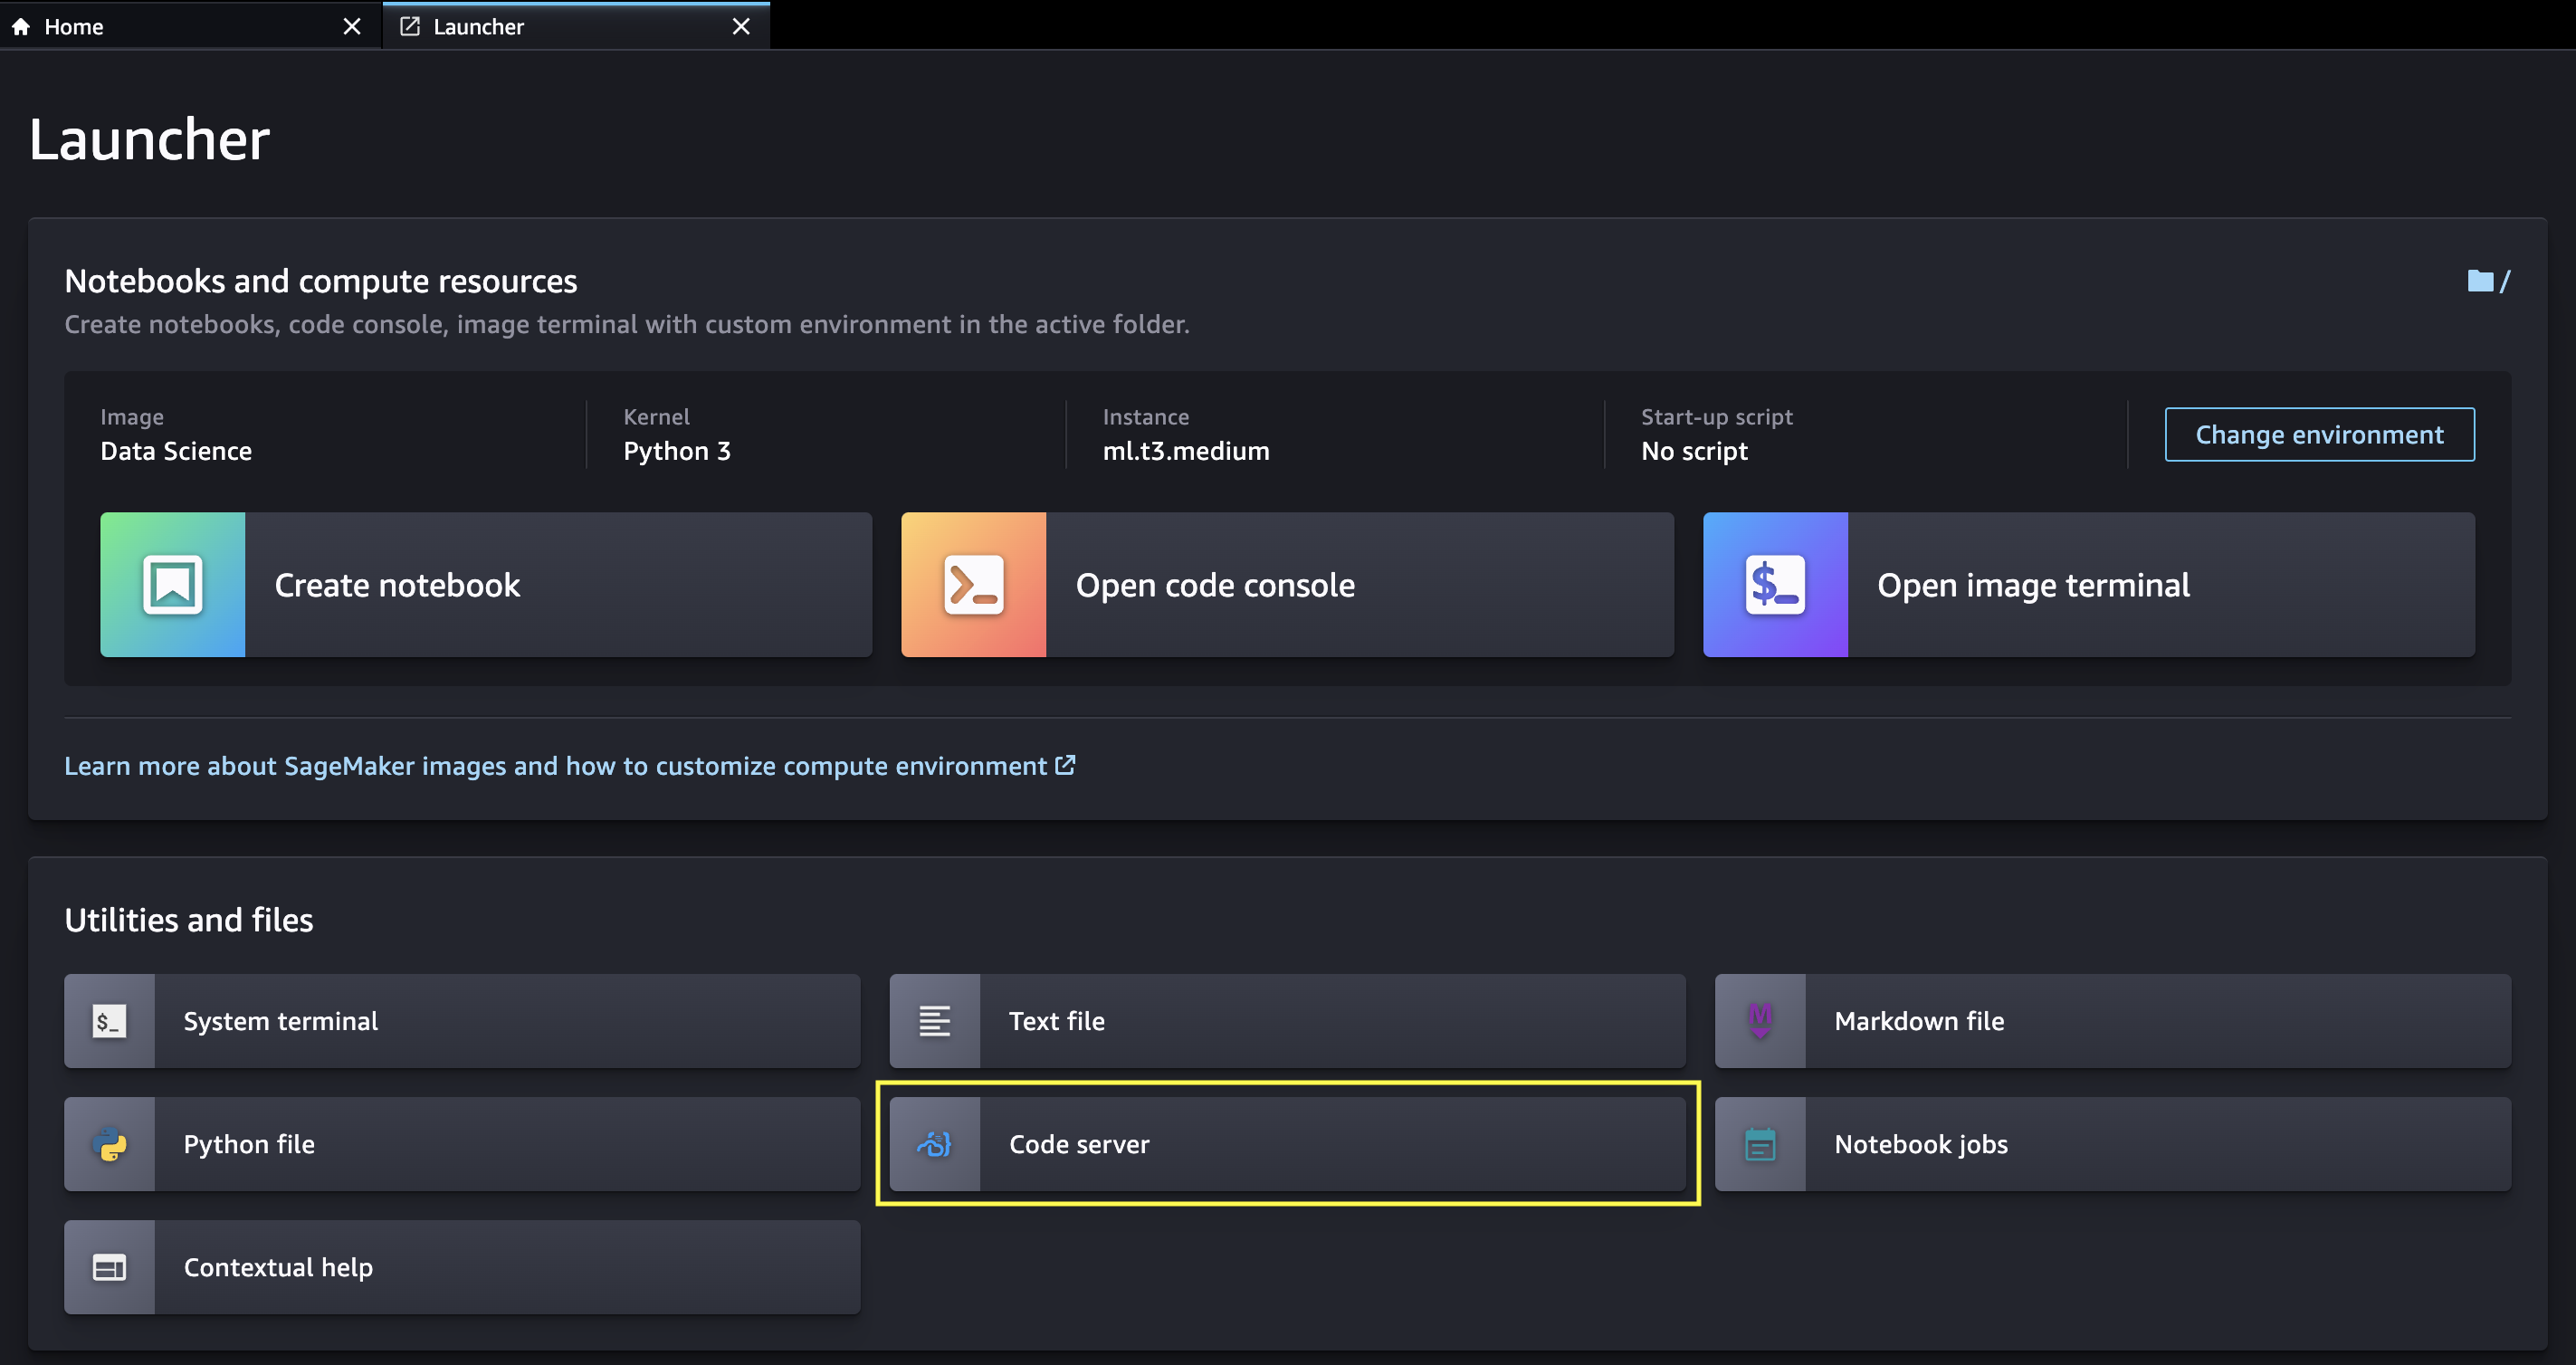 Home
Launcher
Launcher
Notebooks and compute resources
/
Create notebooks, code console, image terminal with custom environment in the active folder.
Image
Data Science
Kernel
Python 3
Instance
ml.t3.medium
Start-up script
No script
Change environment
Create notebook
Open code console
$_
Open image terminal
Learn more about SageMaker images and how to customize compute environment
Utilities and files
$_
System terminal
Text file
M
Markdown file
Python file
Code server
Notebook jobs
Contextual help